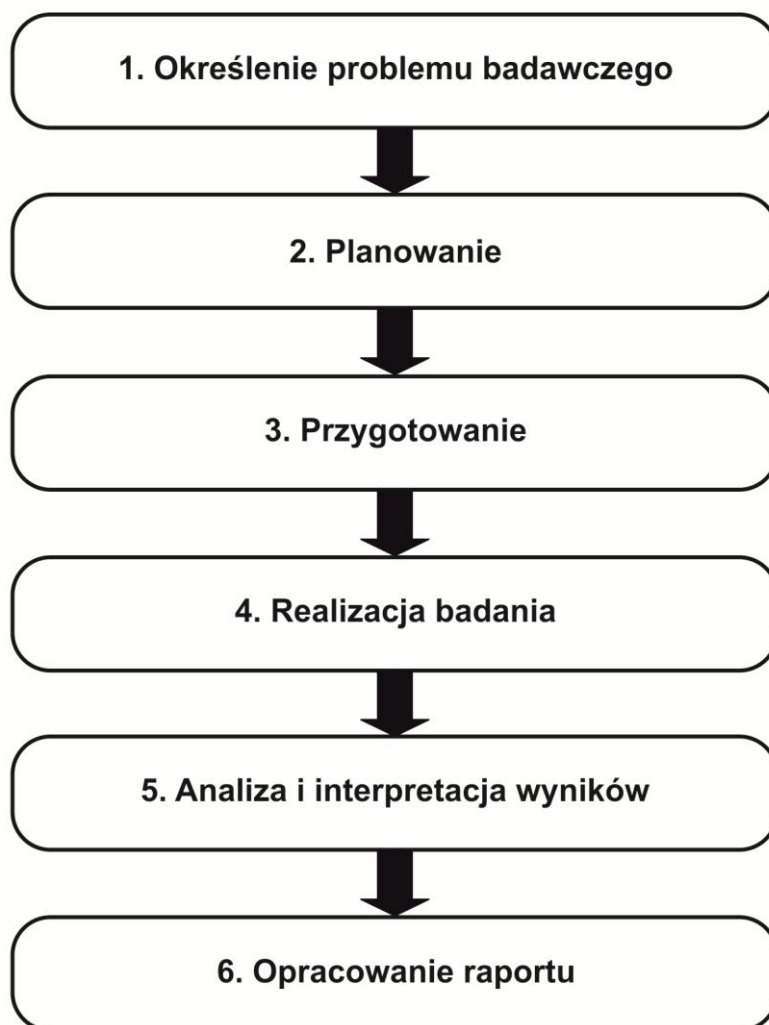 1. Określenie problemu badawczego
2. Planowanie
3. Przygotowanie
4. Realizacja badania
5. Analiza i interpretacja wyników
6. Opracowanie raportu